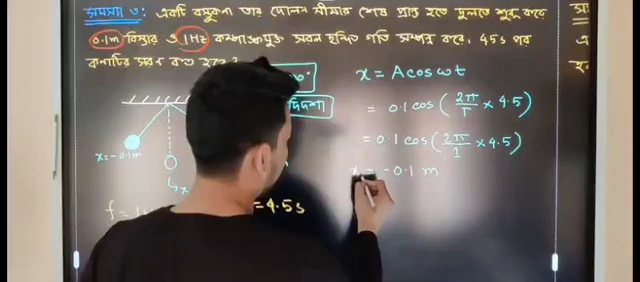 সমস্যা ৩: একটি বস্তুকণা তার দোলন সীমার শেষ প্রান্ত হতে দুলতে শুরু করে
0.1m বিস্তার ও 1Hz কম্পাঙ্কযুক্ত সরল ছন্দিত গতি সম্পন্ন করে, 4.5s পর
কণাটির সরণ কত হবে?
x = A cos ωt
= 0.1 cos (2π/T × 4.5)
= 0.1 cos (2π/1 × 4.5)
x = -0.1 m
x = -0.1m
= 4.5s